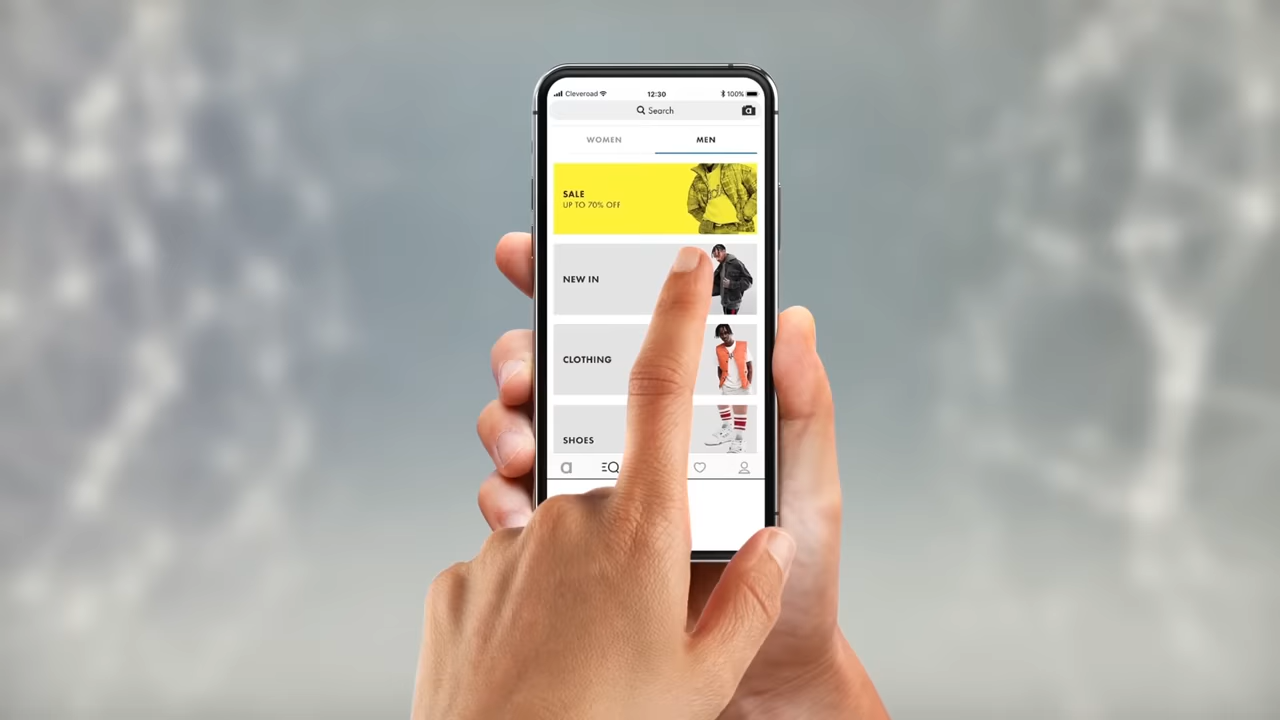 Cleveroad 12:30 100%
Search
WOMEN MEN
SALE
UP TO 70% OFF
NEW IN
CLOTHING
SHOES
a